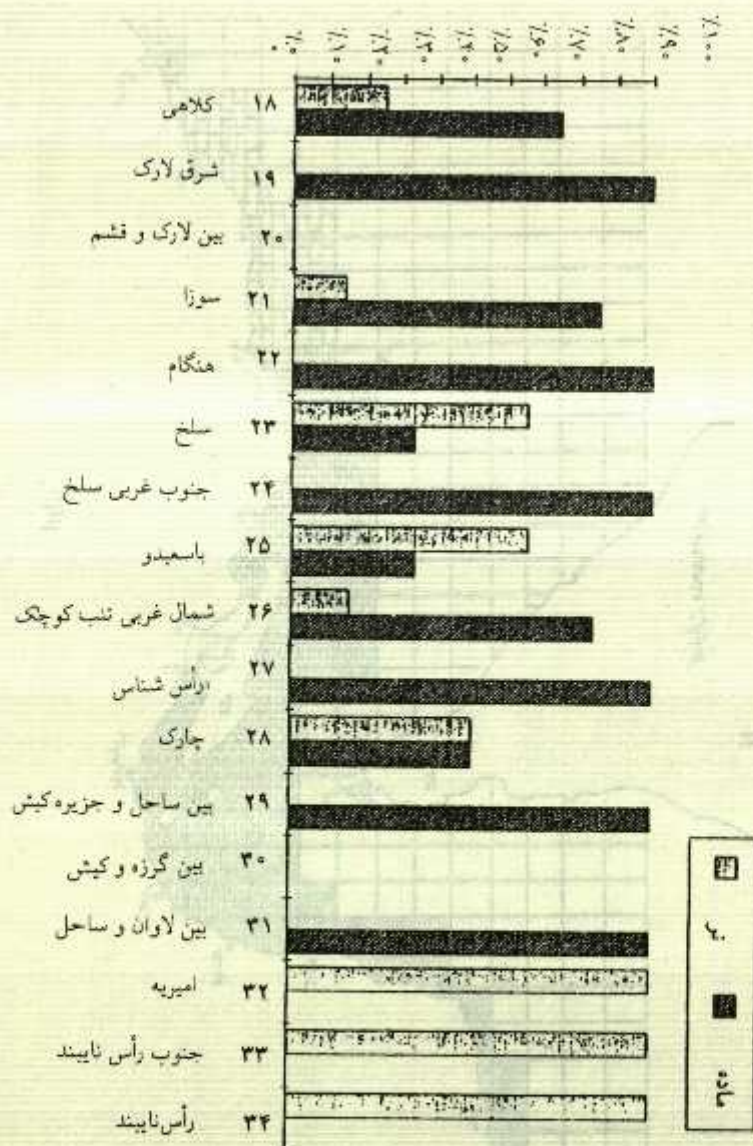 ٪۰
٪۱۰
٪۲۰
٪۳۰
٪۴۰
٪۵۰
٪۶۰
٪۷۰
٪۸۰
٪۹۰
٪۱۰۰
۱۸ کلاهی
۱۹ شرق لارک
۲۰ بین لارک و قشم
۲۱ سوزا
۲۲ هنگام
۲۳ سلخ
۲۴ جنوب غربی سلخ
۲۵ باسعیدو
۲۶ شمال غربی تنب کوچک
۲۷ رأس شناس
۲۸ چارک
۲۹ بین ساحل و جزیره کیش
۳۰ بین گرزه و کیش
۳۱ بین لاوان و ساحل
۳۲ امیریه
۳۳ جنوب رأس نایبند
۳۴ رأس نایبند
نر
ماده